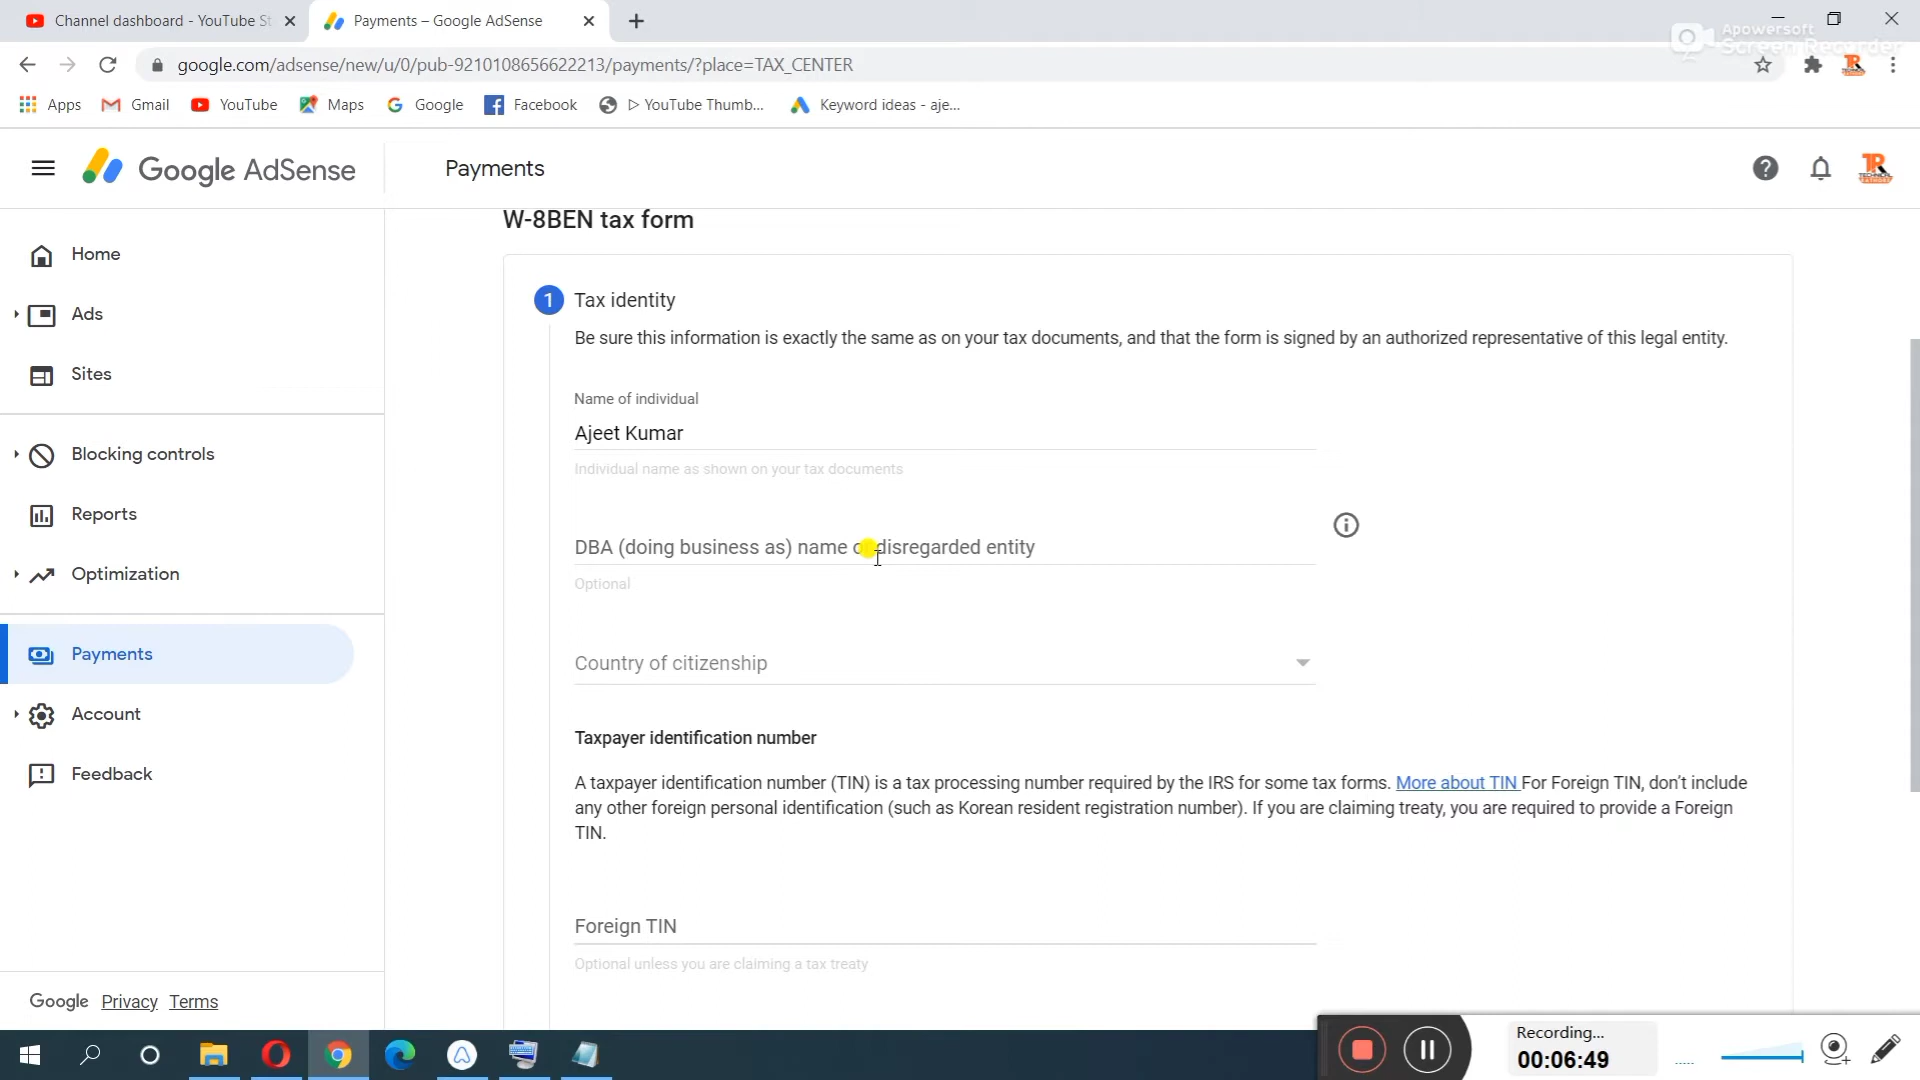 Channel dashboard - YouTube St
Payments – Google AdSense
Apowersoft
Screen Recorder
google.com/adsense/new/u/0/pub-9210108656622213/payments/?place=TAX_CENTER
Apps
Gmail
YouTube
Maps
Google
Facebook
▷ YouTube Thumb...
Keyword ideas - aje...
Google AdSense
Payments
TR
TECHNICAL
Home
Ads
Sites
Blocking controls
Reports
Optimization
Payments
Account
Feedback
Google Privacy Terms
W-8BEN tax form
1 Tax identity
Be sure this information is exactly the same as on your tax documents, and that the form is signed by an authorized representative of this legal entity.
Name of individual
Ajeet Kumar
Individual name as shown on your tax documents
DBA (doing business as) name or disregarded entity
Optional
Country of citizenship
Taxpayer identification number
A taxpayer identification number (TIN) is a tax processing number required by the IRS for some tax forms. More about TIN For Foreign TIN, don't include
any other foreign personal identification (such as Korean resident registration number). If you are claiming treaty, you are required to provide a Foreign
TIN.
Foreign TIN
Optional unless you are claiming a tax treaty
Recording...
00:06:49